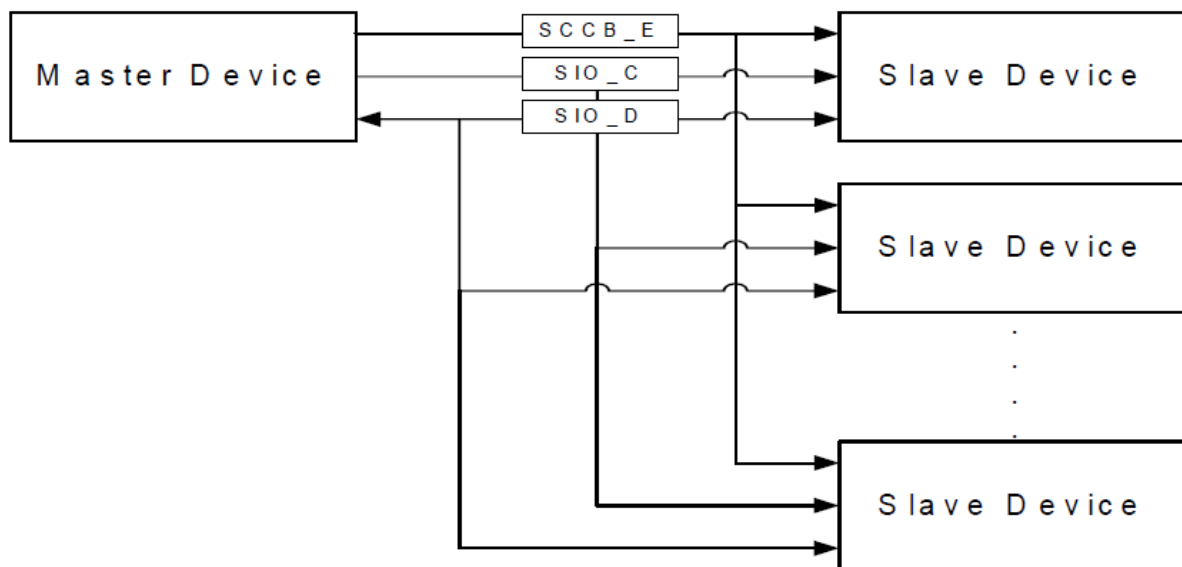 Master Device
SCCB_E
SIO_C
SIO_D
Slave Device
Slave Device
Slave Device